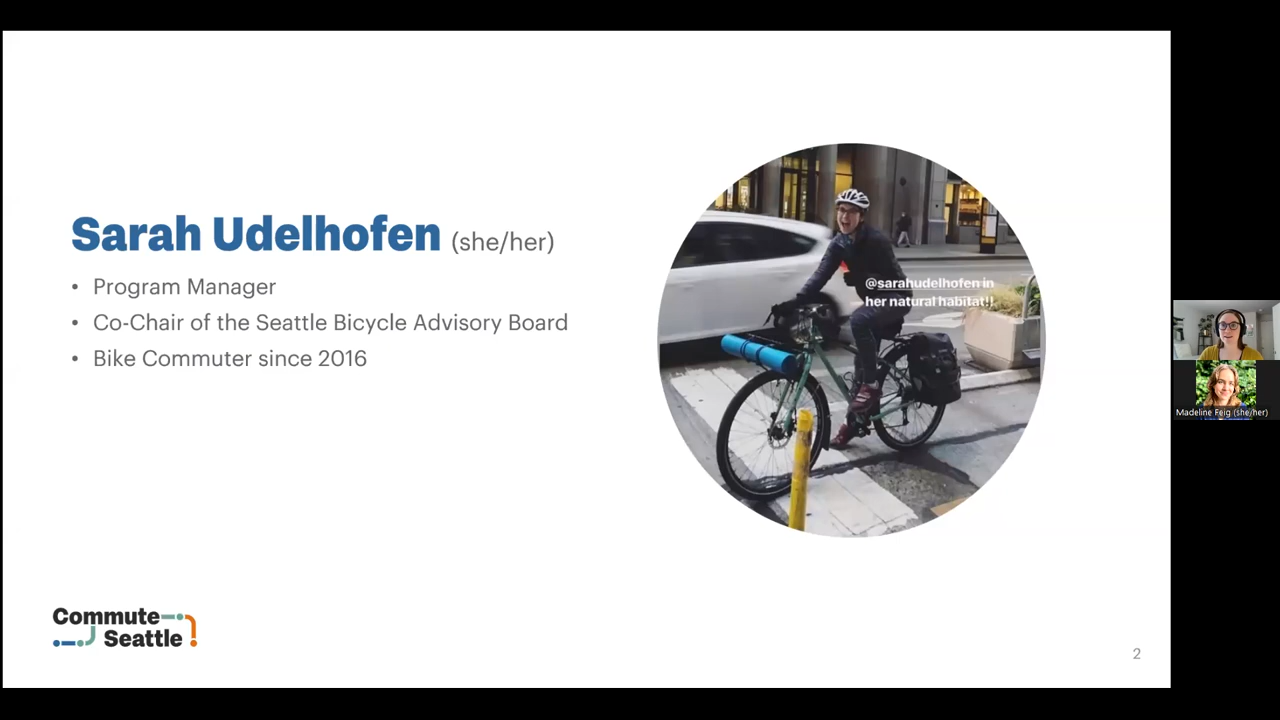 Sarah Udelhofen (she/her)
• Program Manager
• Co-Chair of the Seattle Bicycle Advisory Board
• Bike Commuter since 2016
@sarahudelhofen in
her natural habitat!!
Madeline Feig (she/her)
Commute
Seattle
2